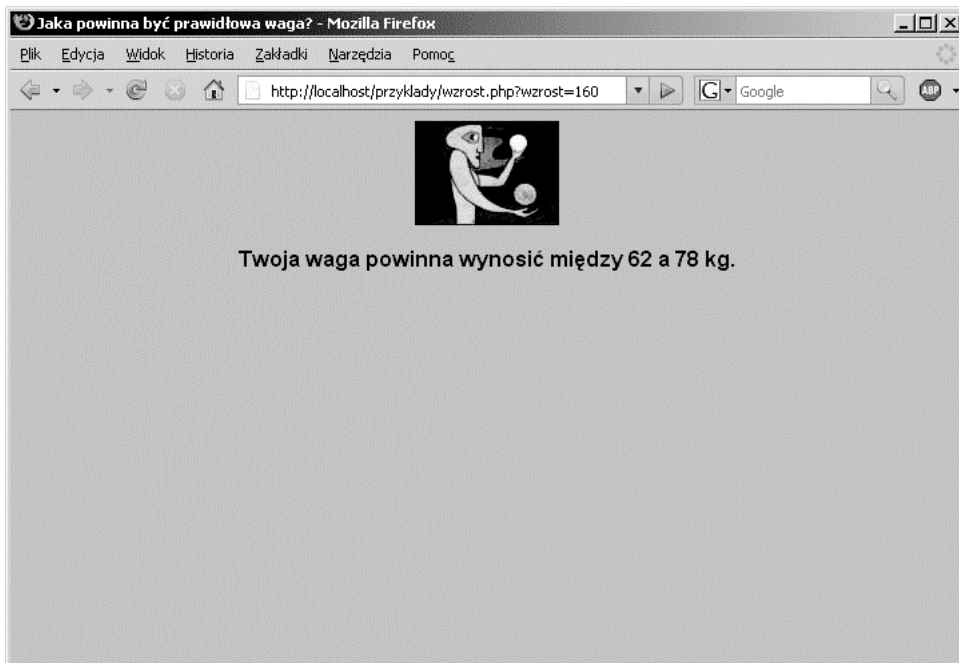 Jaka powinna być prawidłowa waga? - Mozilla Firefox
Plik Edycja Widok Historia Zakładki Narzędzia Pomoc
http://localhost/przyklady/wzrost.php?wzrost=160 G Google ABP
Twoja waga powinna wynosić między 62 a 78 kg.